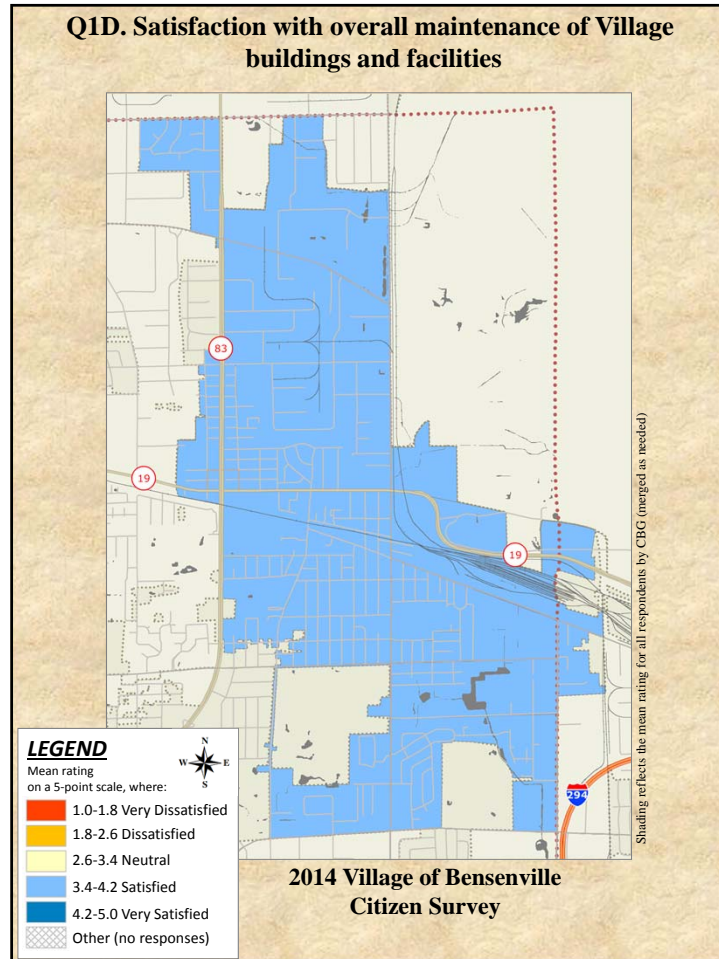 Q1D. Satisfaction with overall maintenance of Village
buildings and facilities
83
19
19
294
Shading reflects the mean rating for all respondents by CBG (merged as needed)
LEGEND
Mean rating
on a 5-point scale, where:
N
W
E
S
1.0-1.8 Very Dissatisfied
1.8-2.6 Dissatisfied
2.6-3.4 Neutral
3.4-4.2 Satisfied
4.2-5.0 Very Satisfied
Other (no responses)
2014 Village of Bensenville
Citizen Survey